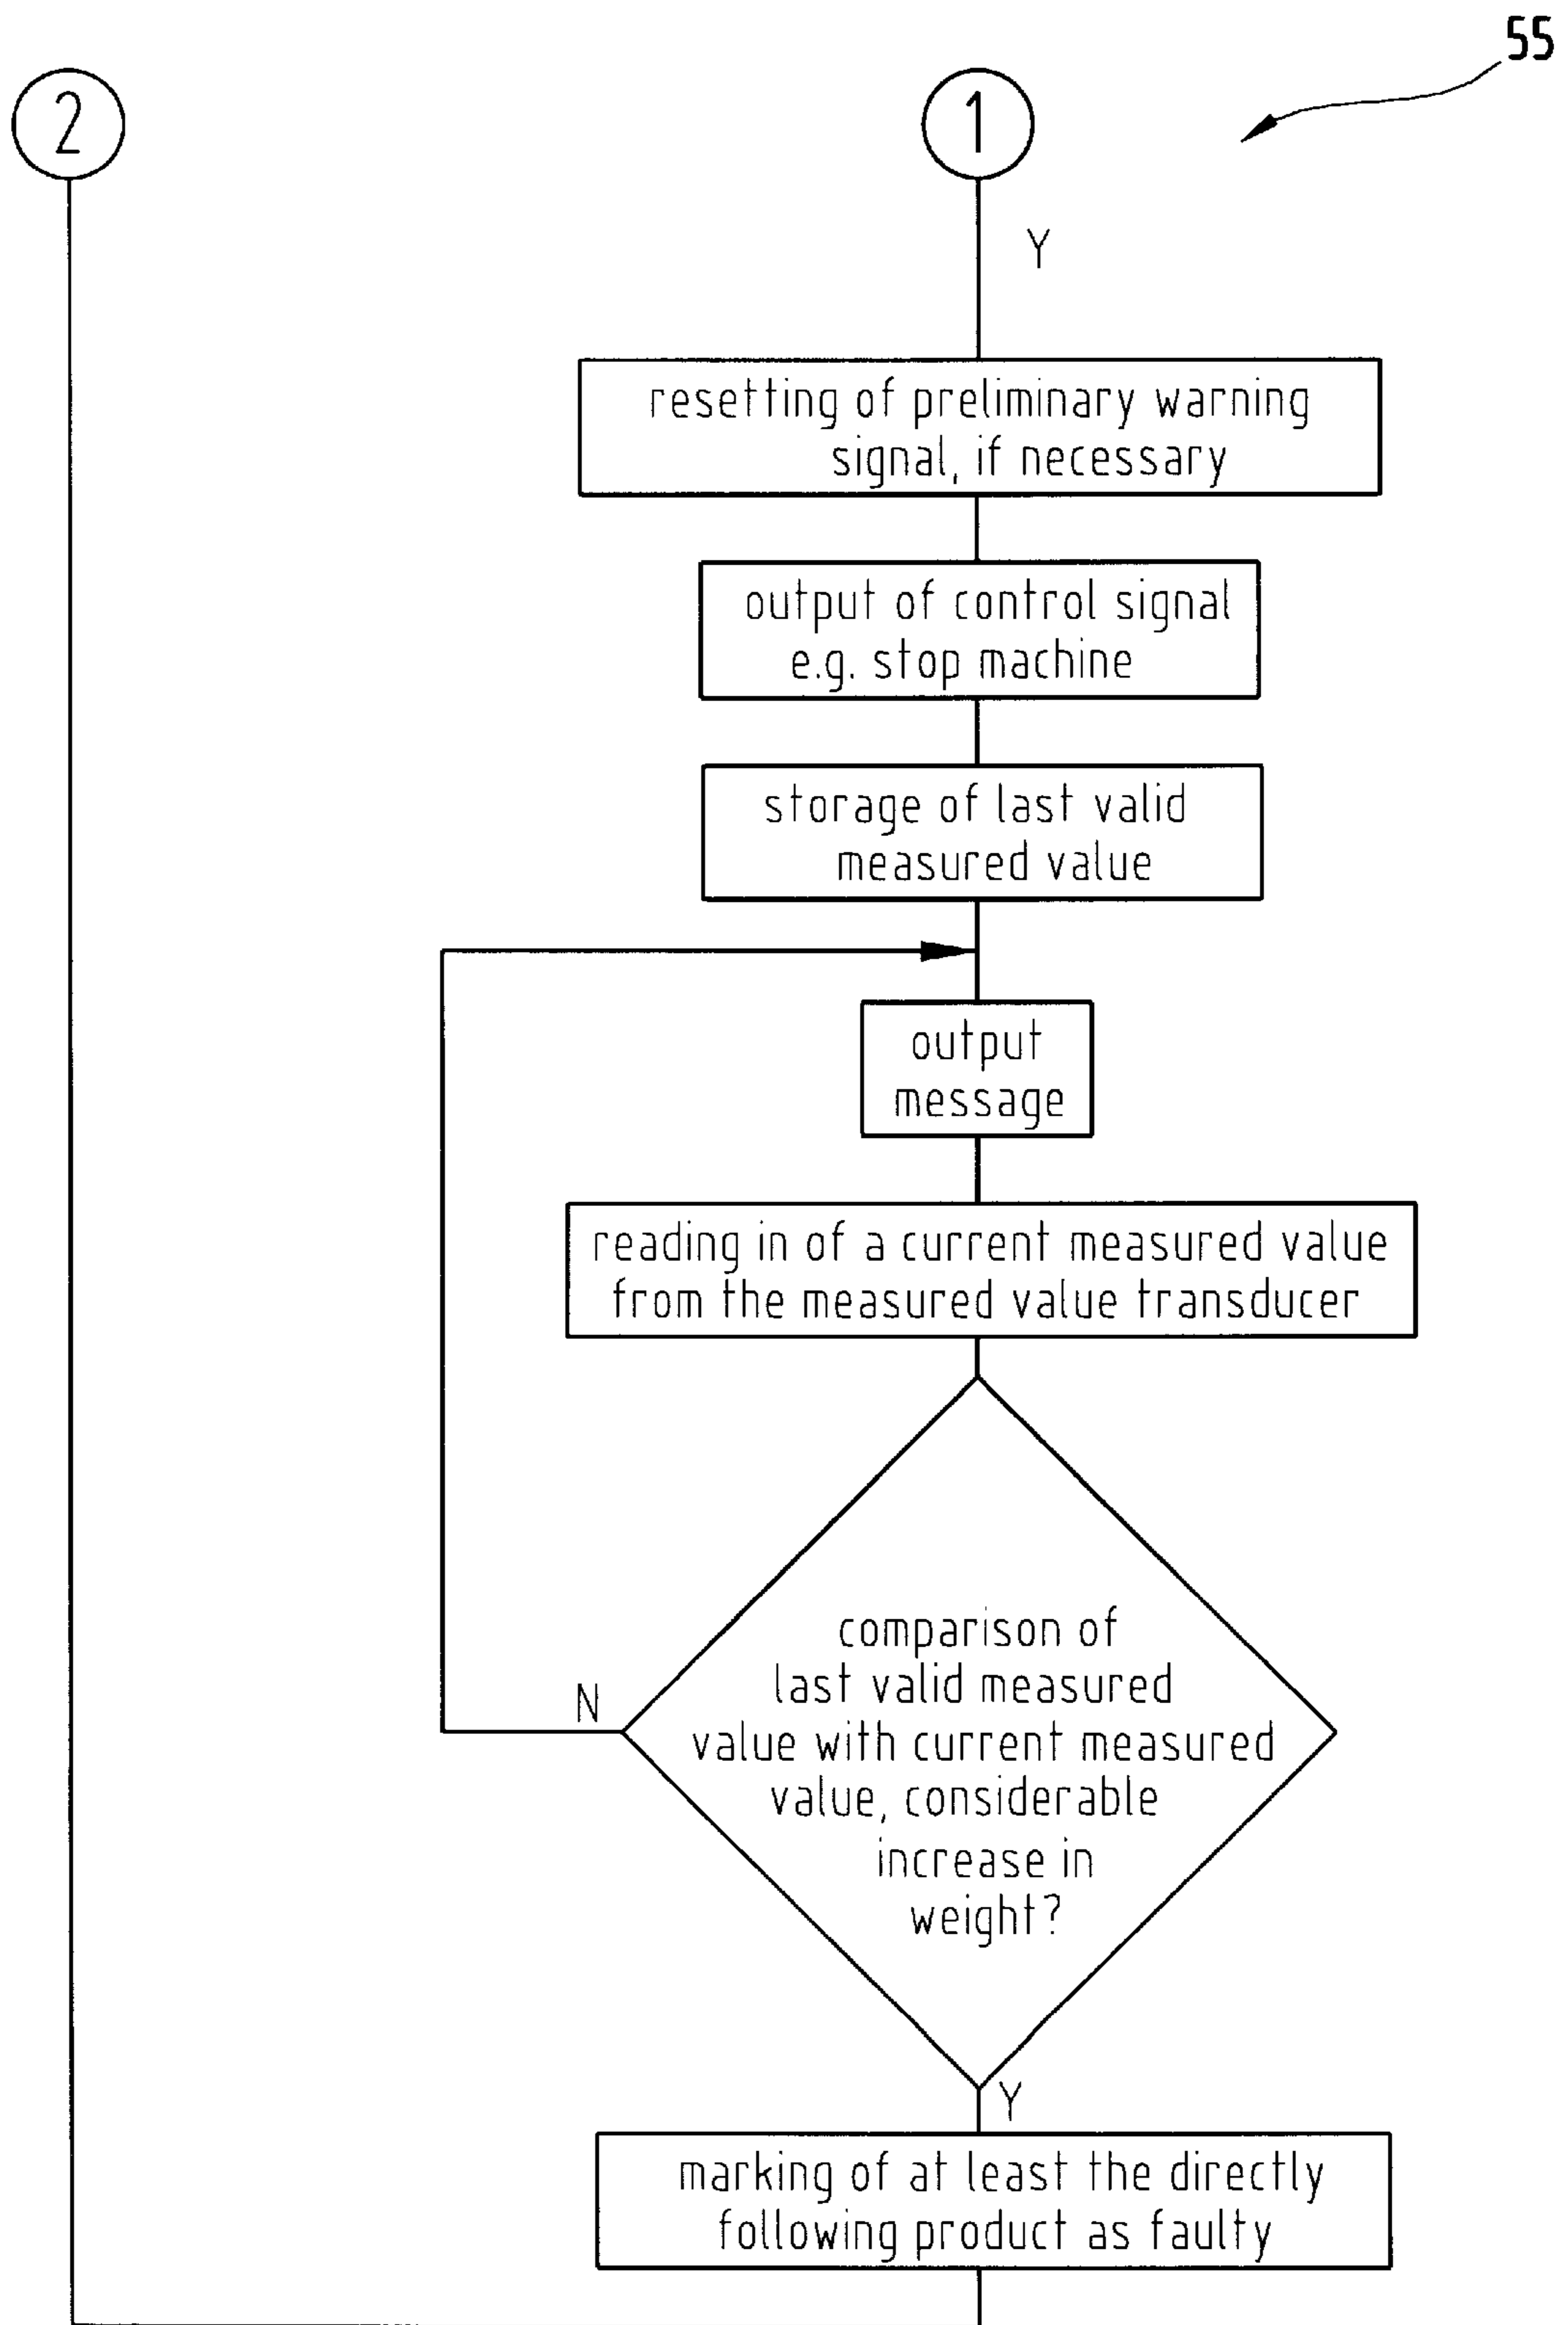 55
2
1
Y
resetting of preliminary warning
signal, if necessary
output of control signal
e.g. stop machine
storage of last valid
measured value
output
message
reading in of a current measured value
from the measured value transducer
comparison of
last valid measured
N
value with current measured
value, considerable
increase in
weight?
Y
marking of at least the directly
following product as faulty